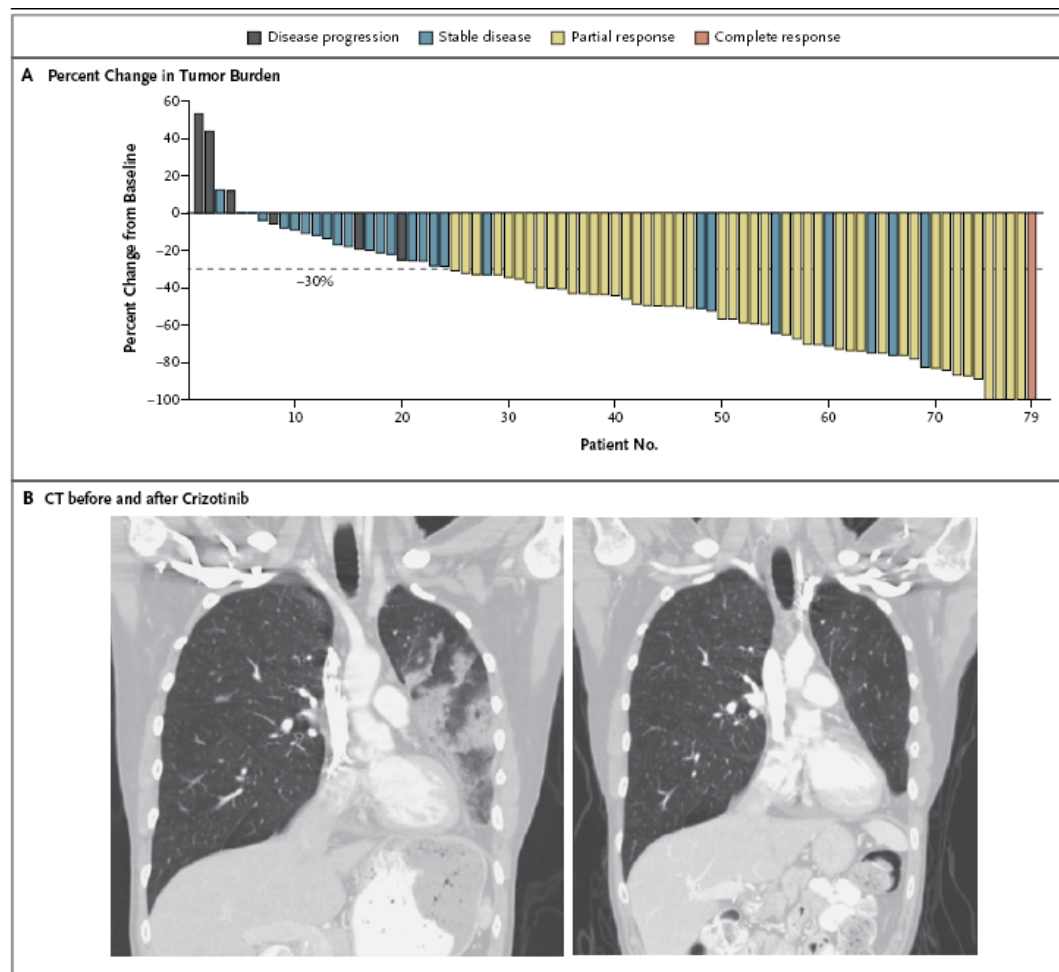 Disease progression Stable disease Partial response Complete response
A Percent Change in Tumor Burden
60
40
20
0
−20
−40
−60
−80
−100
Percent Change from Baseline
−30%
10 20 30 40 50 60 70 79
Patient No.
B CT before and after Crizotinib